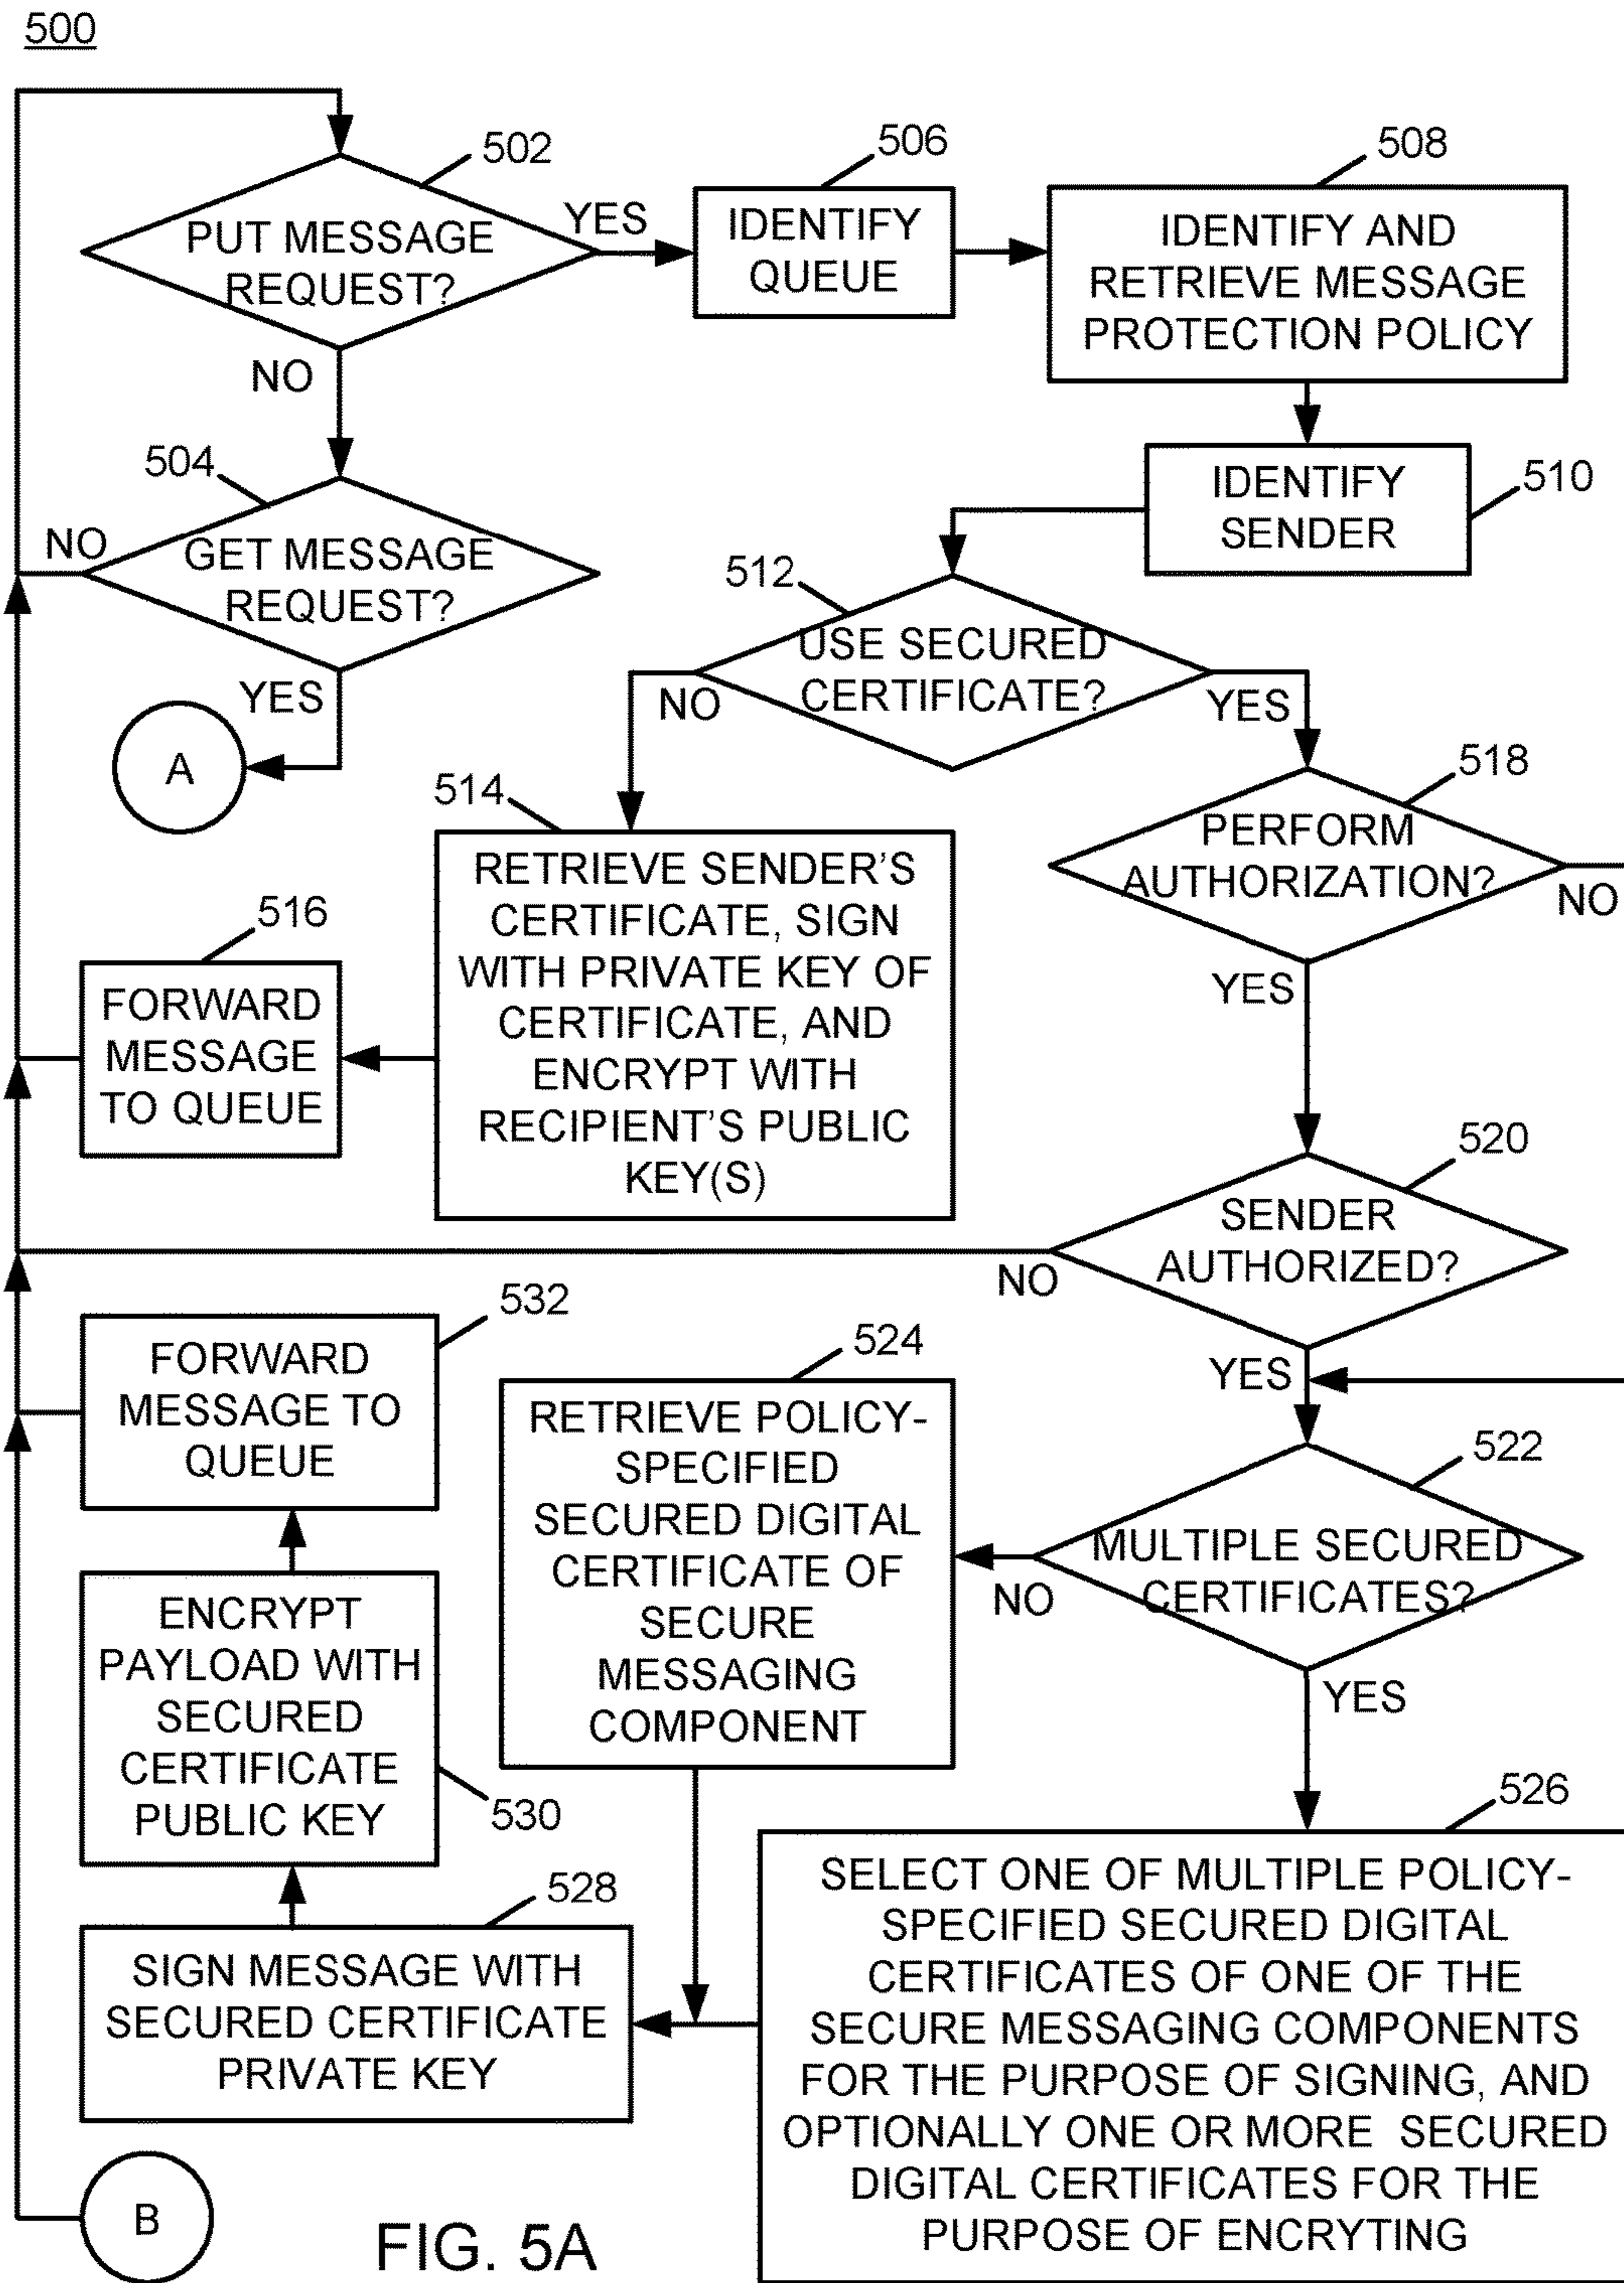 500
502
PUT MESSAGE
REQUEST?
YES
NO
506
IDENTIFY
QUEUE
508
IDENTIFY AND
RETRIEVE MESSAGE
PROTECTION POLICY
504
GET MESSAGE
REQUEST?
NO
YES
A
510
IDENTIFY
SENDER
512
USE SECURED
CERTIFICATE?
NO
YES
514
RETRIEVE SENDER'S
CERTIFICATE, SIGN
WITH PRIVATE KEY OF
CERTIFICATE, AND
ENCRYPT WITH
RECIPIENT'S PUBLIC
KEY(S)
516
FORWARD
MESSAGE
TO QUEUE
518
PERFORM
AUTHORIZATION?
NO
YES
520
SENDER
AUTHORIZED?
NO
YES
522
MULTIPLE SECURED
CERTIFICATES?
NO
YES
524
RETRIEVE POLICY-
SPECIFIED
SECURED DIGITAL
CERTIFICATE OF
SECURE
MESSAGING
COMPONENT
526
SELECT ONE OF MULTIPLE POLICY-
SPECIFIED SECURED DIGITAL
CERTIFICATES OF ONE OF THE
SECURE MESSAGING COMPONENTS
FOR THE PURPOSE OF SIGNING, AND
OPTIONALLY ONE OR MORE SECURED
DIGITAL CERTIFICATES FOR THE
PURPOSE OF ENCRYTING
528
SIGN MESSAGE WITH
SECURED CERTIFICATE
PRIVATE KEY
530
ENCRYPT
PAYLOAD WITH
SECURED
CERTIFICATE
PUBLIC KEY
532
FORWARD
MESSAGE TO
QUEUE
B
FIG. 5A